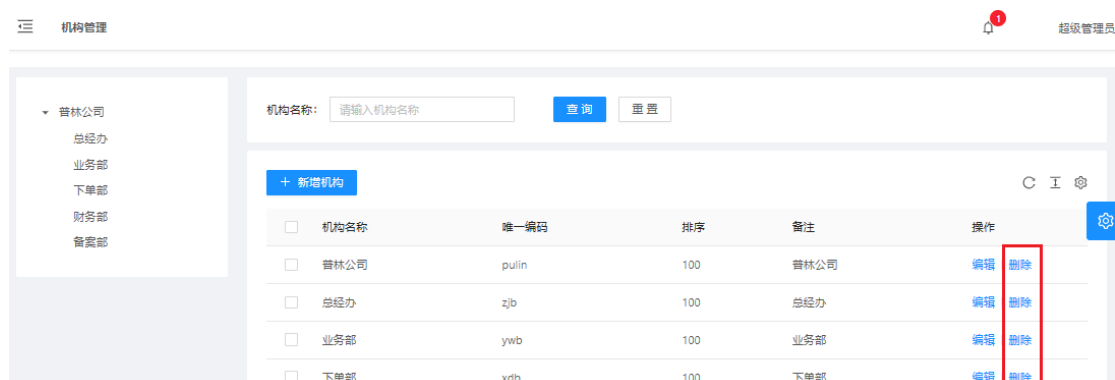 机构管理
1
超级管理员
普林公司
总经办
业务部
下单部
财务部
备案部
机构名称： 请输入机构名称 查 询 重 置
+ 新增机构
机构名称 唯一编码 排序 备注 操作
普林公司 pulin 100 普林公司 编辑 删除
总经办 zjb 100 总经办 编辑 删除
业务部 ywb 100 业务部 编辑 删除
下单部 xdb 100 下单部 编辑 删除